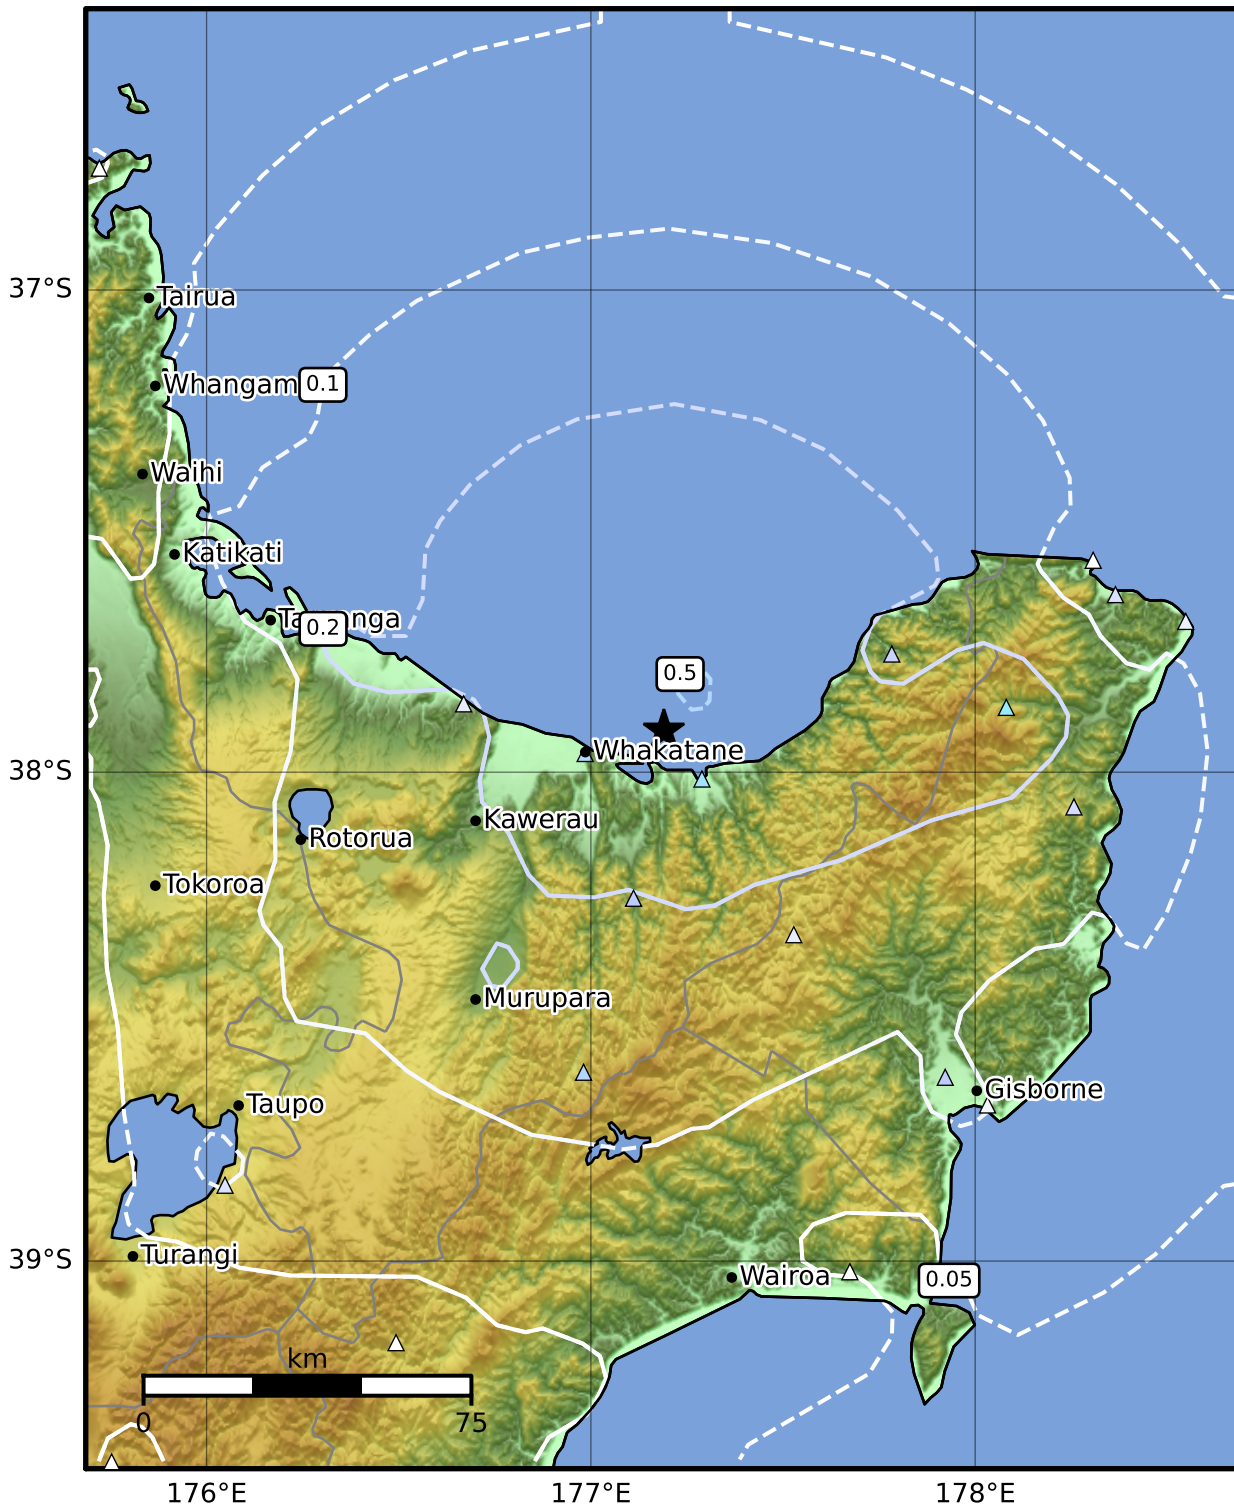 37°S
Tairua
Whangam
0.1
Waihi
Katikati
0.2
0.5
Whakatane
38°S
Kawerau
Rotorua
Tokoroa
Murupara
Gisborne
Taupo
39°S
Turangi
Wairoa
0.05
km
0
75
176°E
177°E
178°E